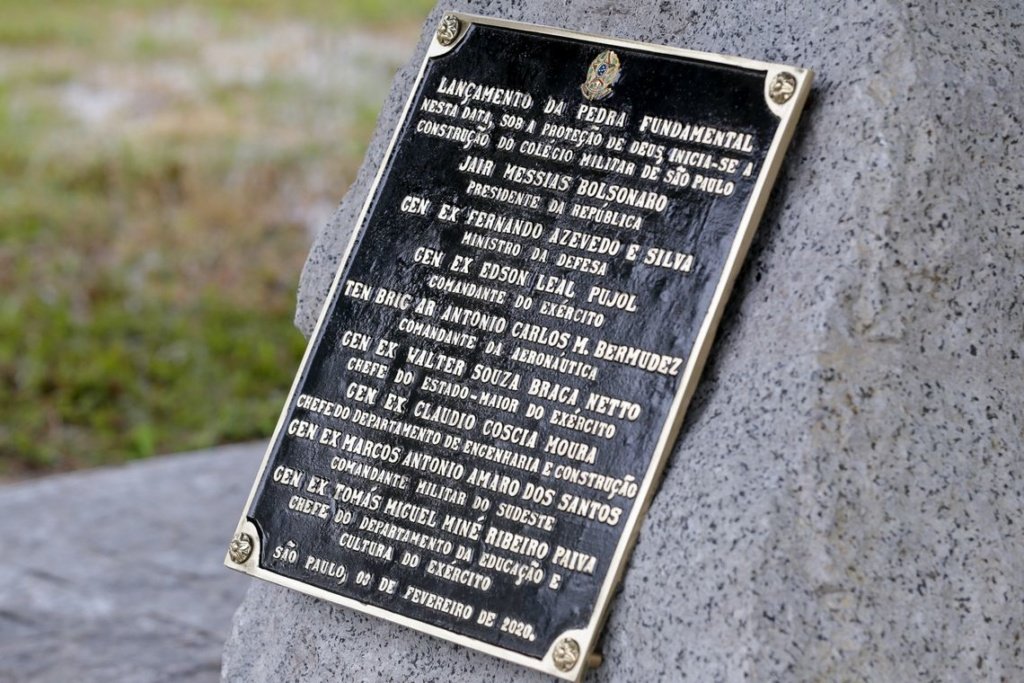 LANÇAMENTO DA PEDRA FUNDAMENTAL
NESTA DATA, SOB A PROTEÇÃO DE DEUS, INICIA-SE A
CONSTRUÇÃO DO COLÉGIO MILITAR DE SÃO PAULO
JAIR MESSIAS BOLSONARO
PRESIDENTE DA REPÚBLICA
GEN EX FERNANDO AZEVEDO E SILVA
MINISTRO DA DEFESA
GEN EX EDSON LEAL PUJOL
COMANDANTE DO EXÉRCITO
TEN BRIG AR ANTONIO CARLOS M. BERMUDEZ
COMANDANTE DA AERONAÚTICA
GEN EX WALTER SOUZA BRAGA NETTO
CHEFE DO ESTADO-MAIOR DO EXÉRCITO
GEN EX CLAUDIO COSCIA MOURA
CHEFE DO DEPARTAMENTO DE ENGENHARIA E CONSTRUÇÃO
GEN EX MARCOS ANTONIO AMARO DOS SANTOS
COMANDANTE MILITAR DO SUDESTE
GEN EX TOMÁS MIGUEL MINÉ RIBEIRO PAIVA
CHEFE DO DEPARTAMENTO DA EDUCAÇÃO E
CULTURA DO EXÉRCITO
SÃO PAULO, 03 DE FEVEREIRO DE 2020.